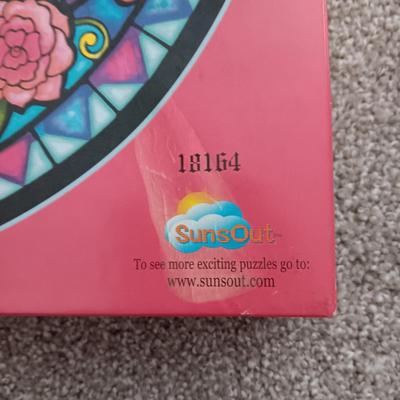 18164
SunsOut
To see more exciting puzzles go to:
www.sunsout.com